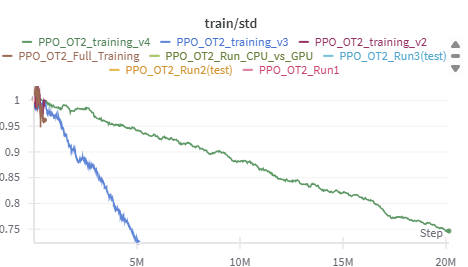 train/std
PPO_OT2_training_v4 PPO_OT2_training_v3 PPO_OT2_training_v2
PPO_OT2_Full_Training PPO_OT2_Run_CPU_vs_GPU PPO_OT2_Run3(test)
PPO_OT2_Run2(test) PPO_OT2_Run1
1
0.95
0.9
0.85
0.8
0.75
Step
5M 10M 15M 20M